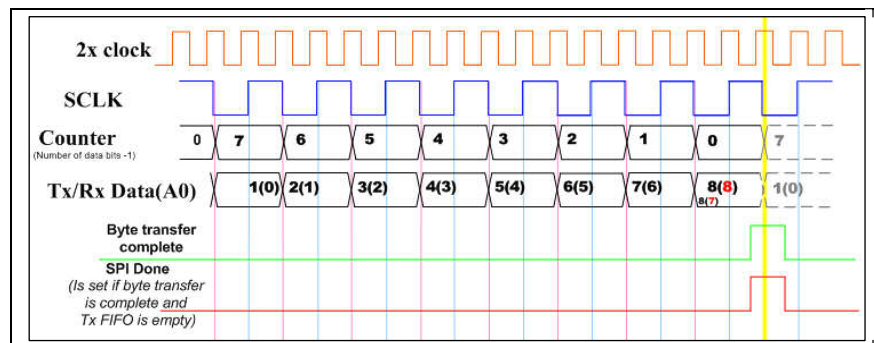 2x clock
SCLK
Counter 0 7 6 5 4 3 2 1 0 7
(Number of data bits -1)
Tx/Rx Data(A0) 1(0) 2(1) 3(2) 4(3) 5(4) 6(5) 7(6) 8(8) 1(0)
8(7)
Byte transfer
complete
SPI Done
(Is set if byte transfer
is complete and
Tx FIFO is empty)